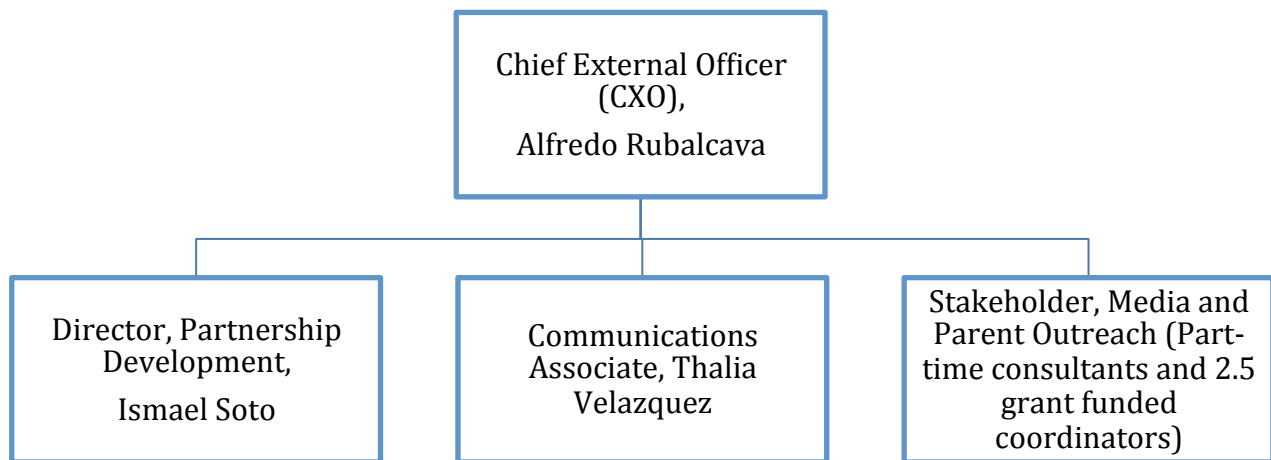 Chief External Officer
(CXO),
Alfredo Rubalcava
Director, Partnership
Development,
Ismael Soto
Communications
Associate, Thalia
Velazquez
Stakeholder, Media and
Parent Outreach (Part-
time consultants and 2.5
grant funded
coordinators)